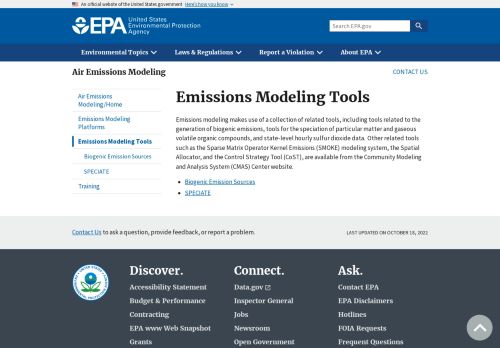 An official website of the United States government Here's how you know
EPA United States
Environmental Protection
Agency
Search EPA.gov
Environmental Topics Laws & Regulations Report a Violation About EPA
Air Emissions Modeling CONTACT US
Air Emissions
Modeling/Home
Emissions Modeling
Platforms
Emissions Modeling Tools
Biogenic Emission Sources
SPECIATE
Training
Emissions Modeling Tools
Emissions modeling makes use of a collection of related tools, including tools related to the
generation of biogenic emissions, tools for the speciation of particular matter and gaseous
volatile organic compounds, and state-level hourly sulfur dioxide data. Other related tools
such as the Sparse Matrix Operator Kernel Emissions (SMOKE) modeling system, the Spatial
Allocator, and the Control Strategy Tool (CoST), are available from the Community Modeling
and Analysis System (CMAS) Center website.
Biogenic Emission Sources
SPECIATE
Contact Us to ask a question, provide feedback, or report a problem. LAST UPDATED ON OCTOBER 18, 2022
Discover.
Accessibility Statement
Budget & Performance
Contracting
EPA www Web Snapshot
Grants
Connect.
Data.gov
Inspector General
Jobs
Newsroom
Open Government
Ask.
Contact EPA
EPA Disclaimers
Hotlines
FOIA Requests
Frequent Questions